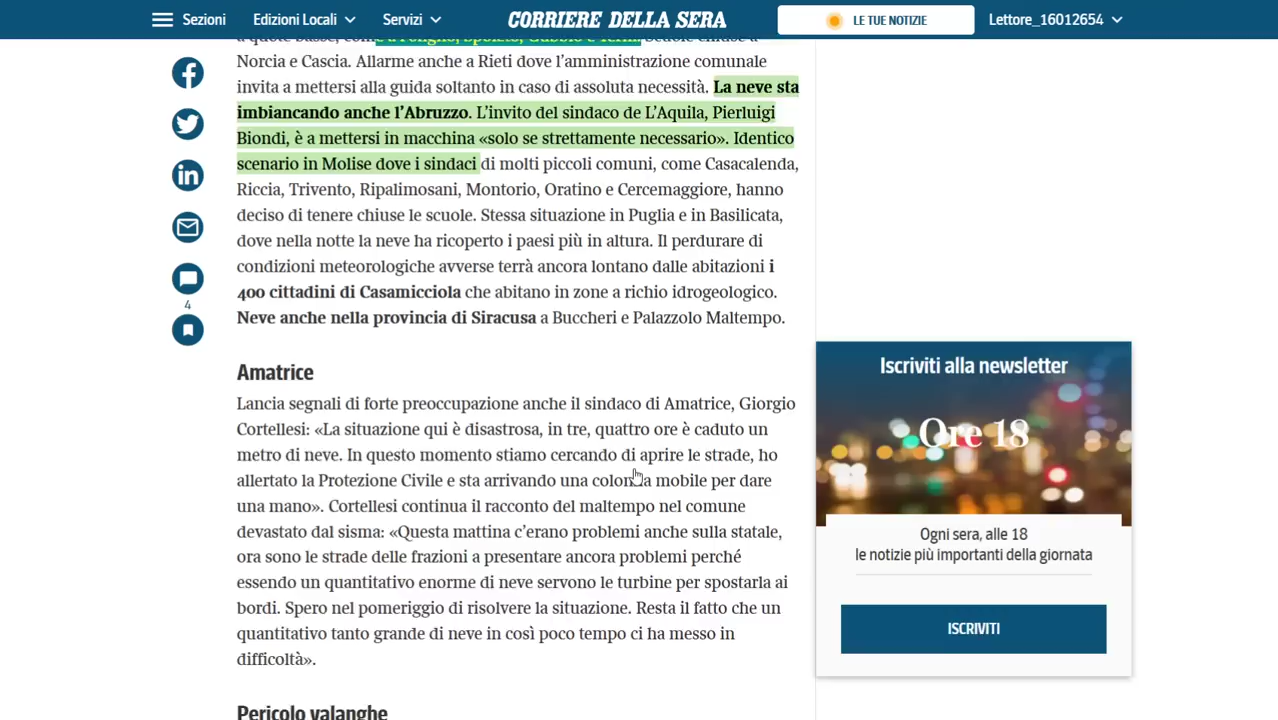 Sezioni
Edizioni Locali
Servizi
CORRIERE DELLA SERA
LE TUE NOTIZIE
Lettore_16012654
a quote basse, come a Foligno, Spoleto, Gubbio e Terni. Scuole chiuse a
Norcia e Cascia. Allarme anche a Rieti dove l’amministrazione comunale
invita a mettersi alla guida soltanto in caso di assoluta necessità. La neve sta
imbiancando anche l’Abruzzo. L’invito del sindaco de L’Aquila, Pierluigi
Biondi, è a mettersi in macchina «solo se strettamente necessario». Identico
scenario in Molise dove i sindaci di molti piccoli comuni, come Casacalenda,
Riccia, Trivento, Ripalimosani, Montorio, Oratino e Cercemaggiore, hanno
deciso di tenere chiuse le scuole. Stessa situazione in Puglia e in Basilicata,
dove nella notte la neve ha ricoperto i paesi più in altura. Il perdurare di
condizioni meteorologiche avverse terrà ancora lontano dalle abitazioni i
400 cittadini di Casamicciola che abitano in zone a richio idrogeologico.
Neve anche nella provincia di Siracusa a Buccheri e Palazzolo Maltempo.
4
Amatrice
Lancia segnali di forte preoccupazione anche il sindaco di Amatrice, Giorgio
Cortellesi: «La situazione qui è disastrosa, in tre, quattro ore è caduto un
metro di neve. In questo momento stiamo cercando di aprire le strade, ho
allertato la Protezione Civile e sta arrivando una colonna mobile per dare
una mano». Cortellesi continua il racconto del maltempo nel comune
devastato dal sisma: «Questa mattina c’erano problemi anche sulla statale,
ora sono le strade delle frazioni a presentare ancora problemi perché
essendo un quantitativo enorme di neve servono le turbine per spostarla ai
bordi. Spero nel pomeriggio di risolvere la situazione. Resta il fatto che un
quantitativo tanto grande di neve in così poco tempo ci ha messo in
difficoltà».
Pericolo valanghe
Iscriviti alla newsletter
Ore 18
Ogni sera, alle 18
le notizie più importanti della giornata
ISCRIVITI